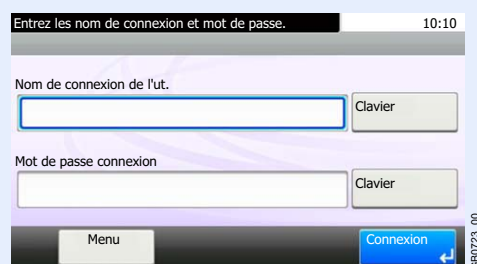 Entrez les nom de connexion et mot de passe. 10:10
Nom de connexion de l'ut.
Clavier
Mot de passe connexion
Clavier
Menu
Connexion
GB0723_00